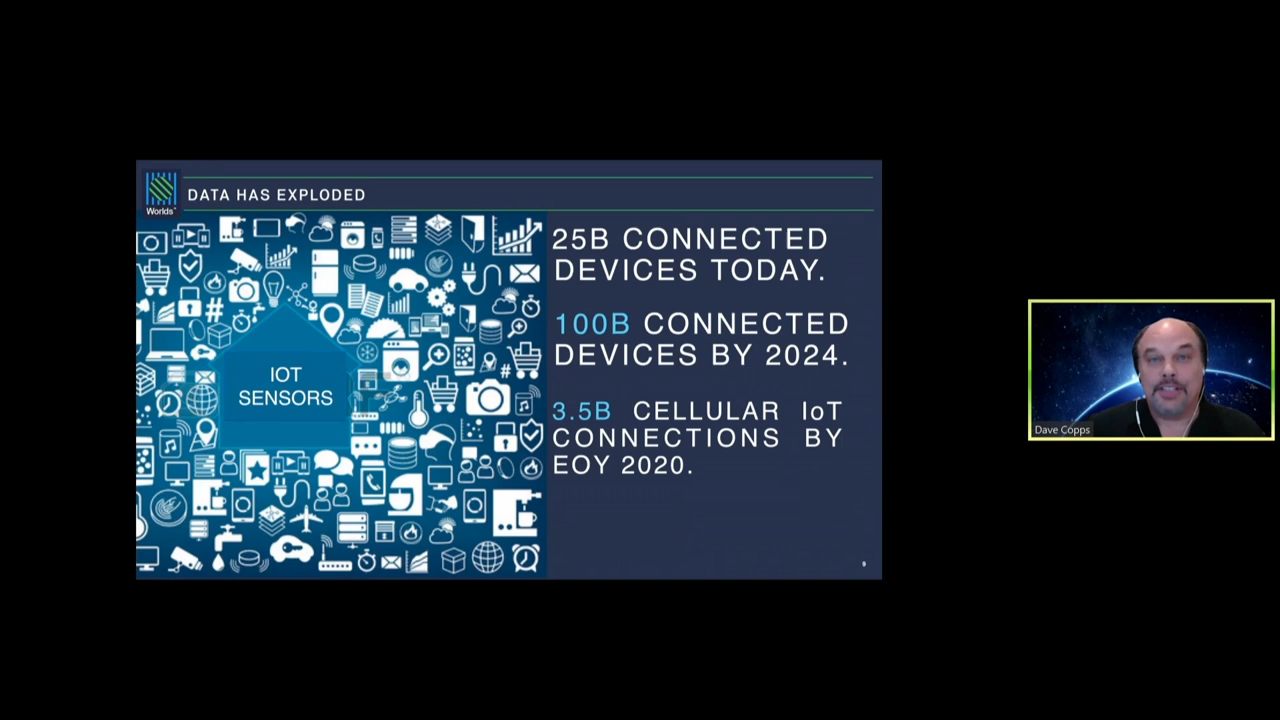 DATA HAS EXPLODED
Worlds
25B CONNECTED
DEVICES TODAY.
100B CONNECTED
DEVICES BY 2024.
IOT
SENSORS
3.5B CELLULAR IoT
CONNECTIONS BY
EOY 2020.
9
Dave Copps